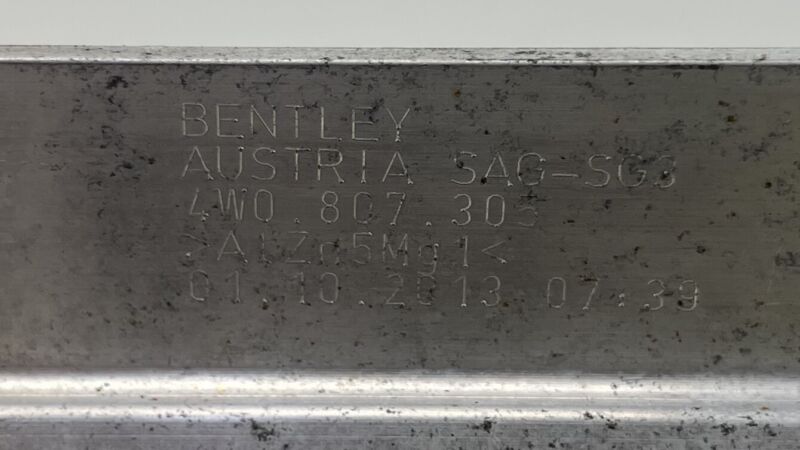 BENTLEY
AUSTRIA SAG-SG3
4W0.807.305
>AlZn5Mg1<
01.10.2013 07:39